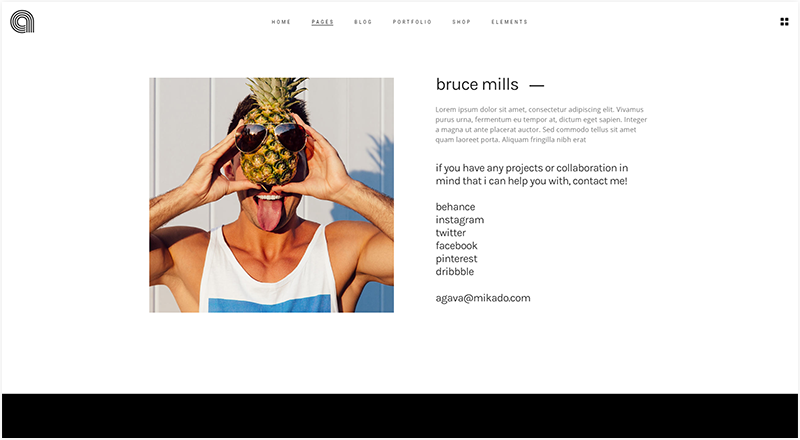 HOME PAGES BLOG PORTFOLIO SHOP ELEMENTS
bruce mills —
Lorem ipsum dolor sit amet, consectetur adipiscing elit. Vivamus
purus urna, fermentum eu tempor at, dictum eget sapien. Integer
a magna ut ante placerat auctor. Sed commodo tellus sit amet
quam laoreet porta. Aliquam fringilla nibh erat
if you have any projects or collaboration in
mind that i can help you with, contact me!
behance
instagram
twitter
facebook
pinterest
dribbble
agava@mikado.com